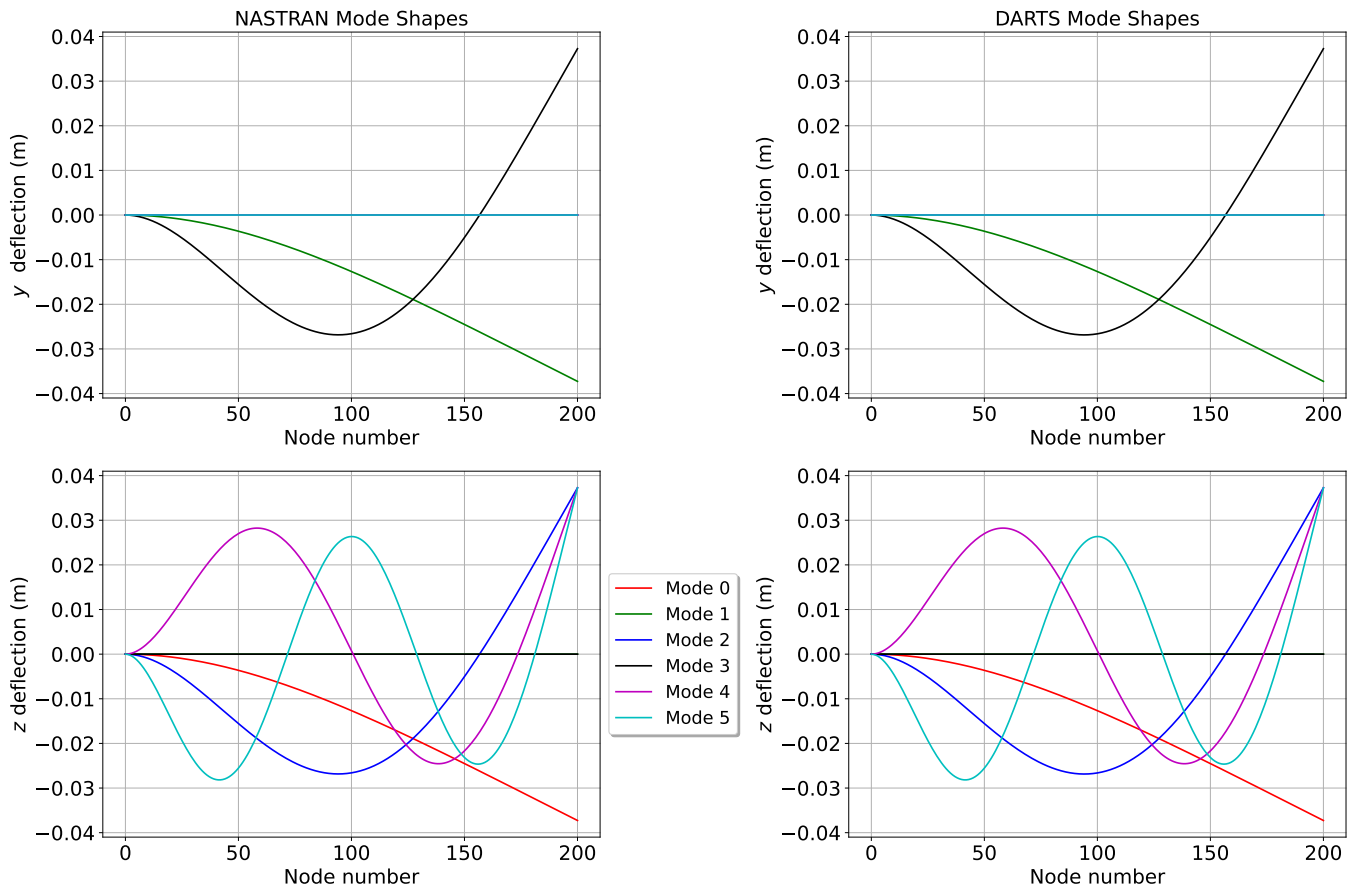 NASTRAN Mode Shapes
y deflection (m)
0.04
0.03
0.02
0.01
0.00
−0.01
−0.02
−0.03
−0.04
0 50 100 150 200
Node number
DARTS Mode Shapes
y deflection (m)
0.04
0.03
0.02
0.01
0.00
−0.01
−0.02
−0.03
−0.04
0 50 100 150 200
Node number
z deflection (m)
0.04
0.03
0.02
0.01
0.00
−0.01
−0.02
−0.03
−0.04
0 50 100 150 200
Node number
Mode 0
Mode 1
Mode 2
Mode 3
Mode 4
Mode 5
z deflection (m)
0.04
0.03
0.02
0.01
0.00
−0.01
−0.02
−0.03
−0.04
0 50 100 150 200
Node number